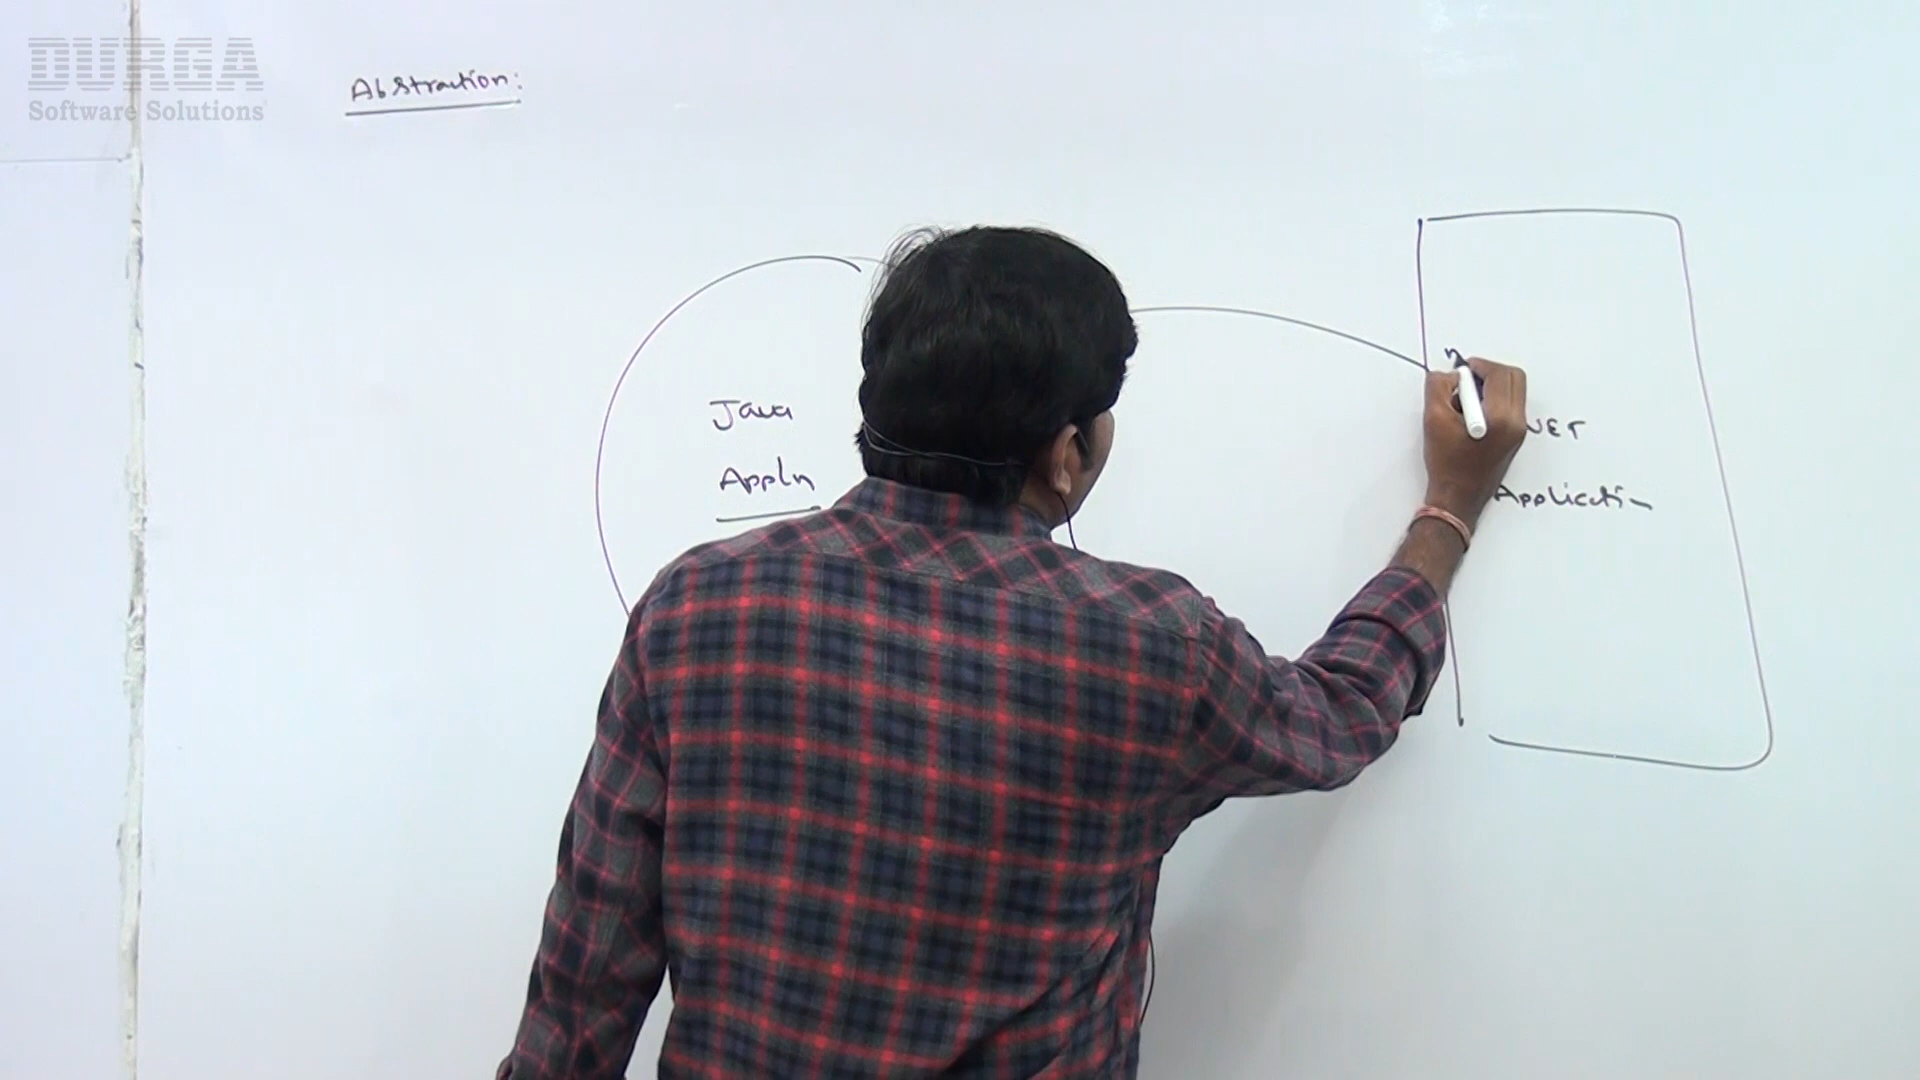 DURGA
Software Solutions
Abstraction:
Java
Appln
NET
Applicati